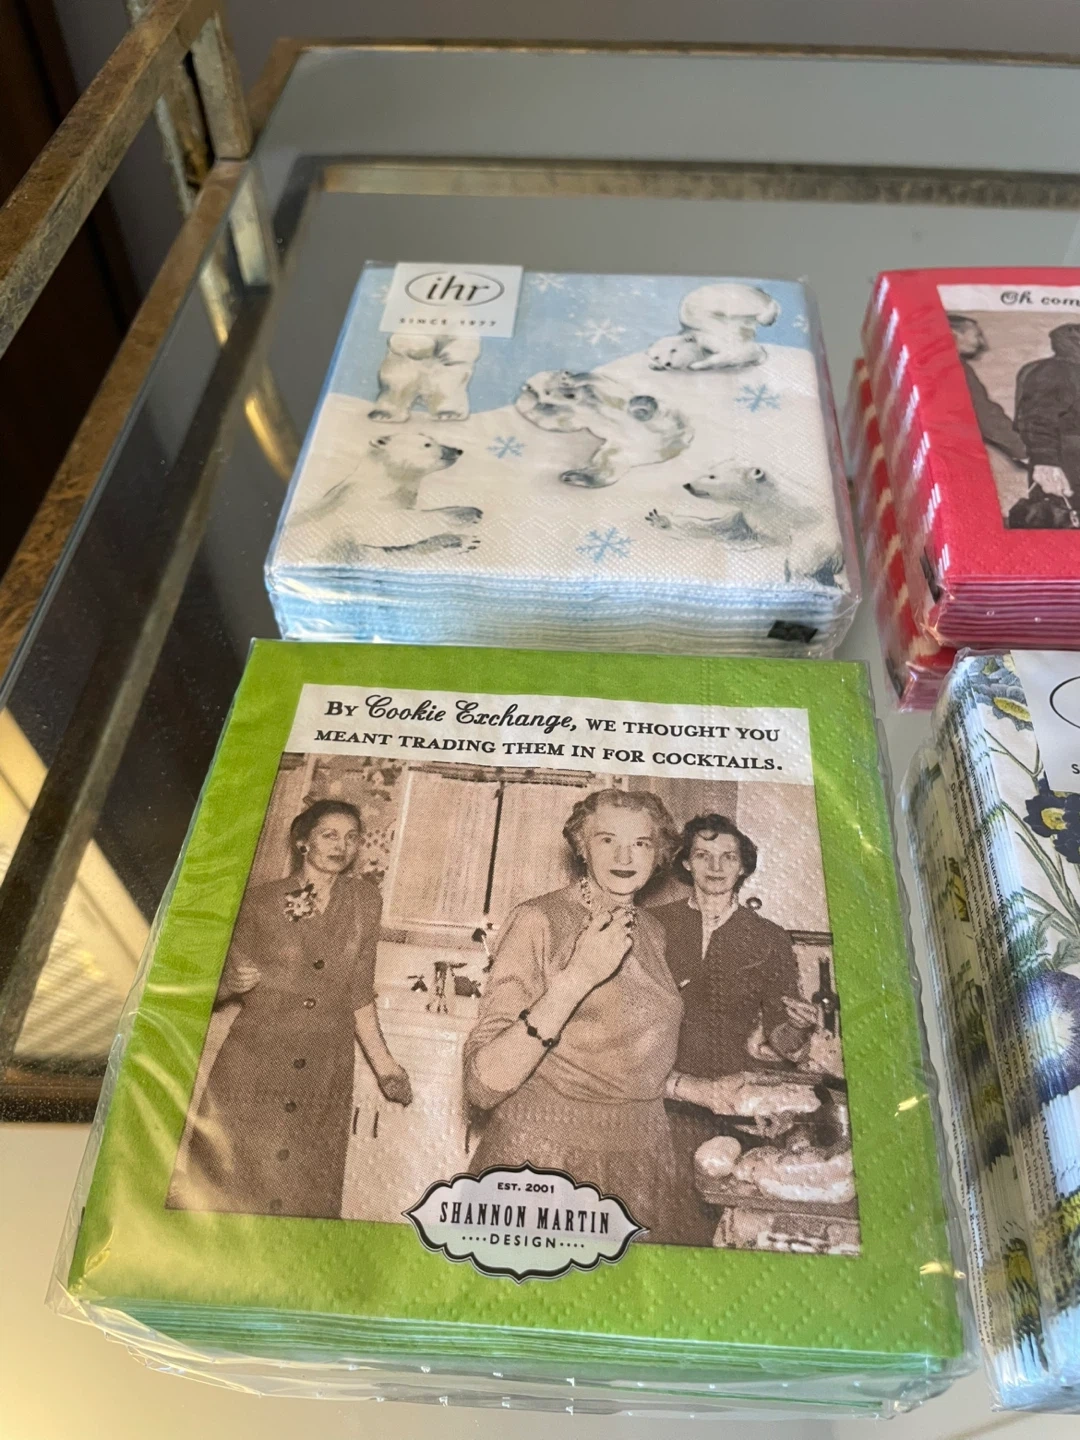 ihr
SINCE 1977
Oh com
By Cookie Exchange, WE THOUGHT YOU
MEANT TRADING THEM IN FOR COCKTAILS.
EST. 2001
SHANNON MARTIN
DESIGN
S